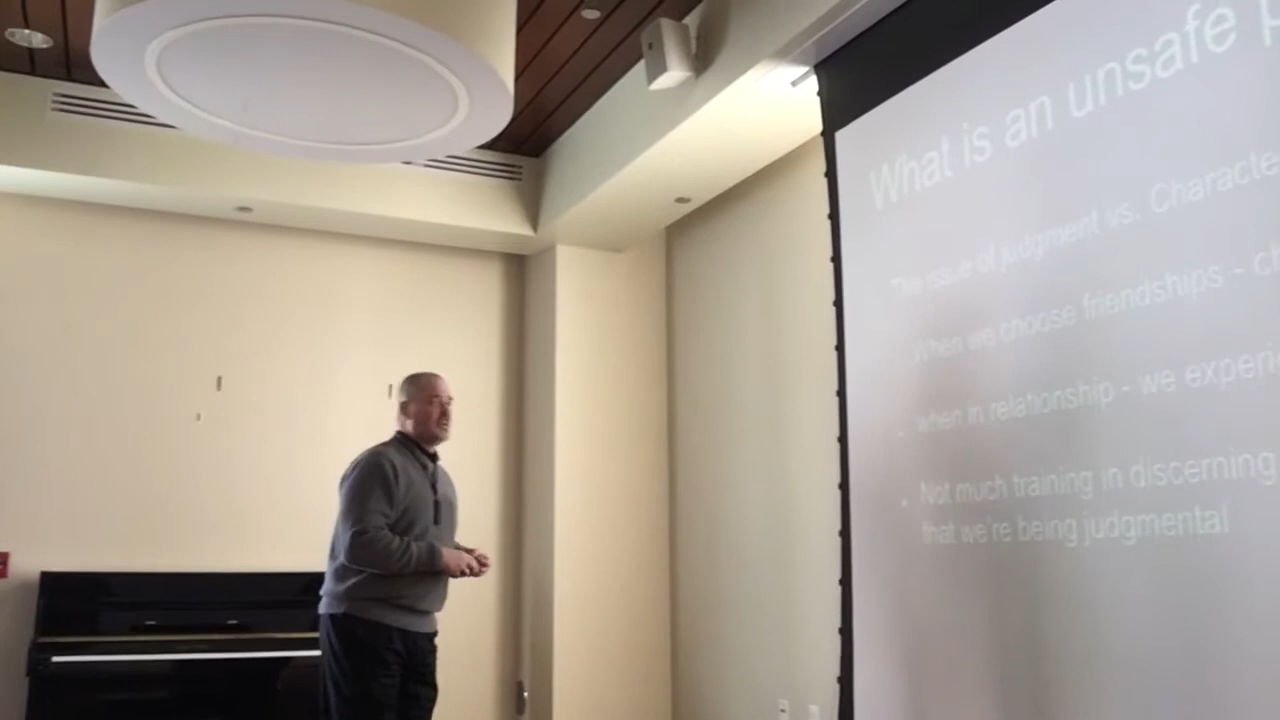 What is an unsafe
The issue of judgment vs. Characte
When we choose friendships - ch
when in relationship - we experi
Not much training in discerning
that we're being judgmental